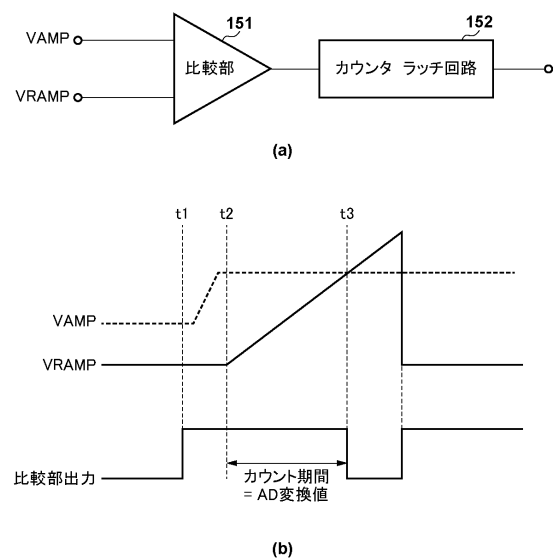 151
VAMP
比較部
VRAMP
152
カウンタ ラッチ回路
(a)
t1
t2
t3
VAMP
VRAMP
比較部出力
カウント期間
= AD変換値
(b)